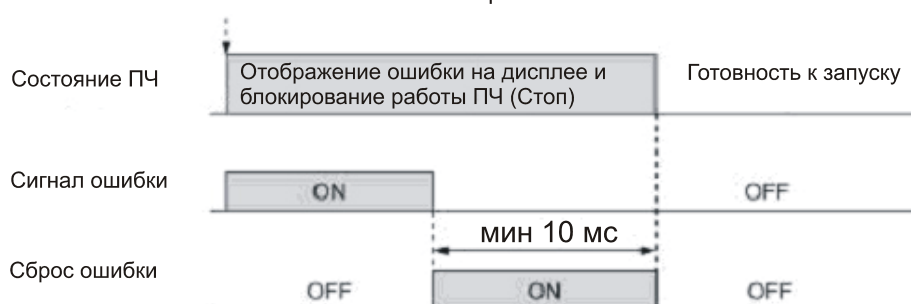 Состояние ПЧ
Отображение ошибки на дисплее и
блокирование работы ПЧ (Стоп)
Готовность к запуску
Сигнал ошибки
ON
OFF
мин 10 мс
Сброс ошибки
OFF
ON
OFF